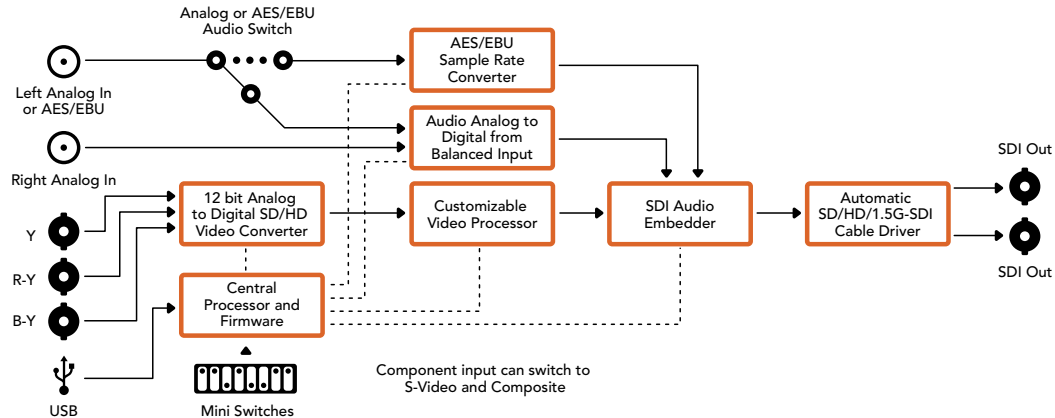 Analog or AES/EBU
Audio Switch
Left Analog In
or AES/EBU
Right Analog In
AES/EBU
Sample Rate
Converter
Audio Analog to
Digital from
Balanced Input
Y
R-Y
B-Y
USB
12 bit Analog
to Digital SD/HD
Video Converter
Customizable
Video Processor
SDI Audio
Embedder
Automatic
SD/HD/1.5G-SDI
Cable Driver
SDI Out
SDI Out
Central
Processor and
Firmware
Mini Switches
Component input can switch to
S-Video and Composite